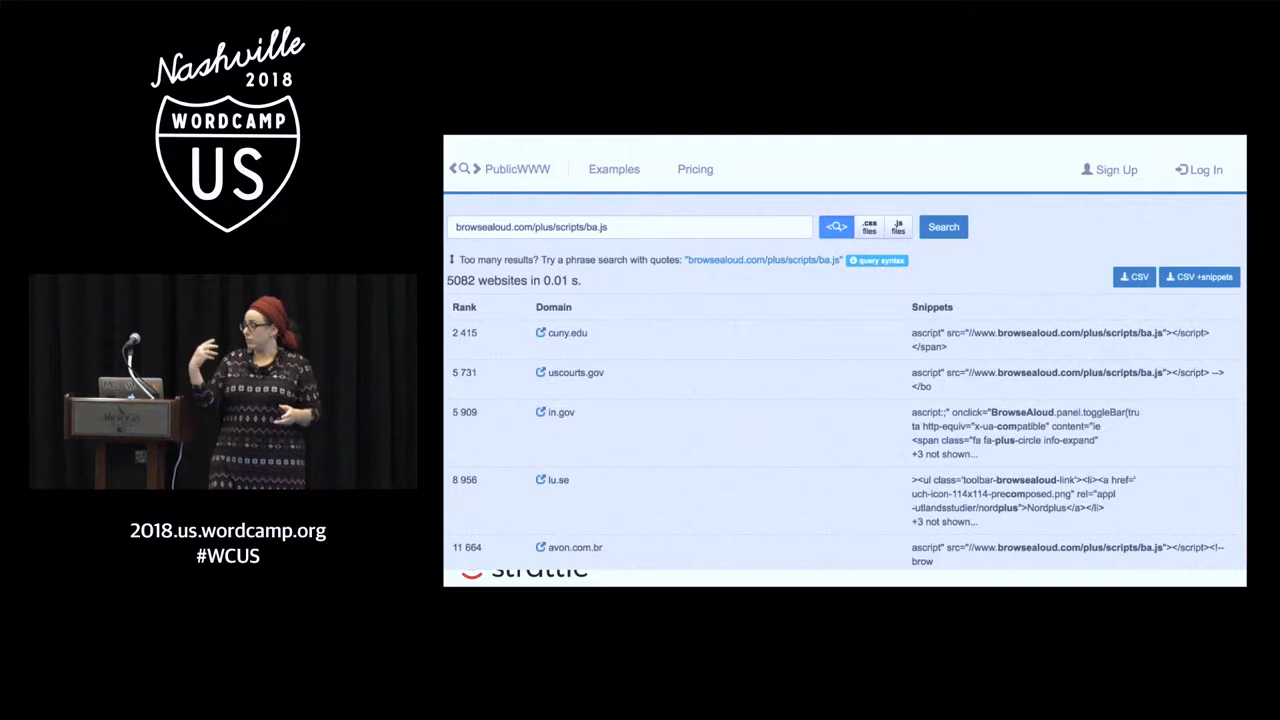 Nashville
2018
WORDCAMP
US
2018.us.wordcamp.org
#WCUS
PublicWWW
Examples
Pricing
Sign Up
Log In
browsealoud.com/plus/scripts/ba.js
.css
files
.js
files
Search
Too many results? Try a phrase search with quotes: "browsealoud.com/plus/scripts/ba.js" query syntax
5082 websites in 0.01 s.
CSV
CSV +snippets
Rank Domain Snippets
2 415 cuny.edu ascript" src="//www.browsealoud.com/plus/scripts/ba.js"></script>
</span>
5 731 uscourts.gov ascript" src="//www.browsealoud.com/plus/scripts/ba.js"></script> -->
</bo
5 909 in.gov ascript:;" onclick="BrowseAloud.panel.toggleBar(tru
ta http-equiv="x-ua-compatible" content="ie
<span class="fa fa-plus-circle info-expand"
+3 not shown...
8 956 lu.se ><ul class='toolbar-browsealoud-link'><li><a href='
uch-icon-114x114-precomposed.png" rel="appl
-utlandsstudier/nordplus">Nordplus</a></li>
+3 not shown...
11 664 avon.com.br ascript" src="//www.browsealoud.com/plus/scripts/ba.js"></script><!--
brow
strattic